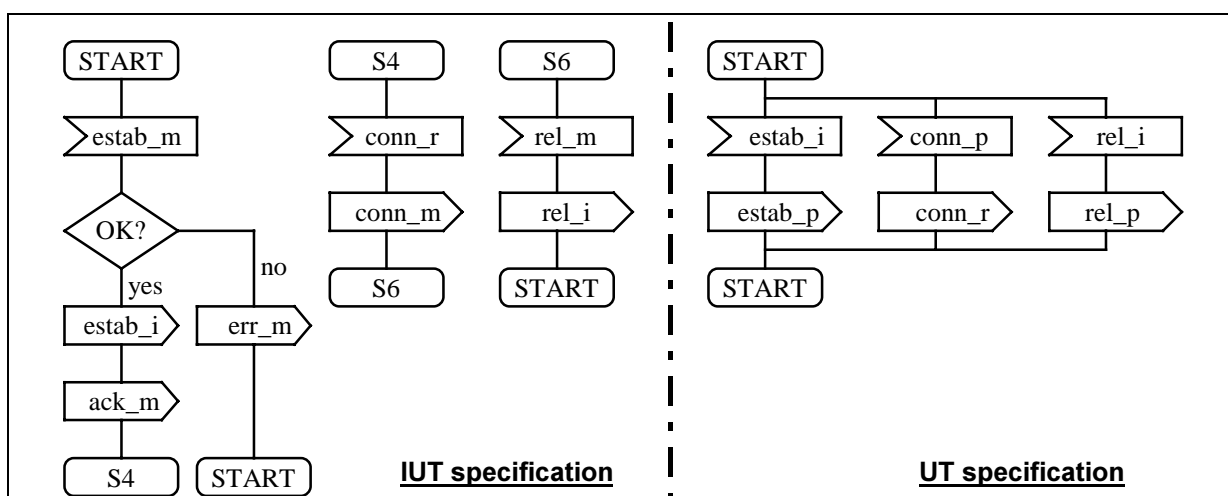 START
estab_m
OK?
no
yes
estab_i
err_m
ack_m
S4
START
S4
conn_r
conn_m
S6
S6
rel_m
rel_i
START
IUT specification
START
estab_i
conn_p
rel_i
estab_p
conn_r
rel_p
START
UT specification